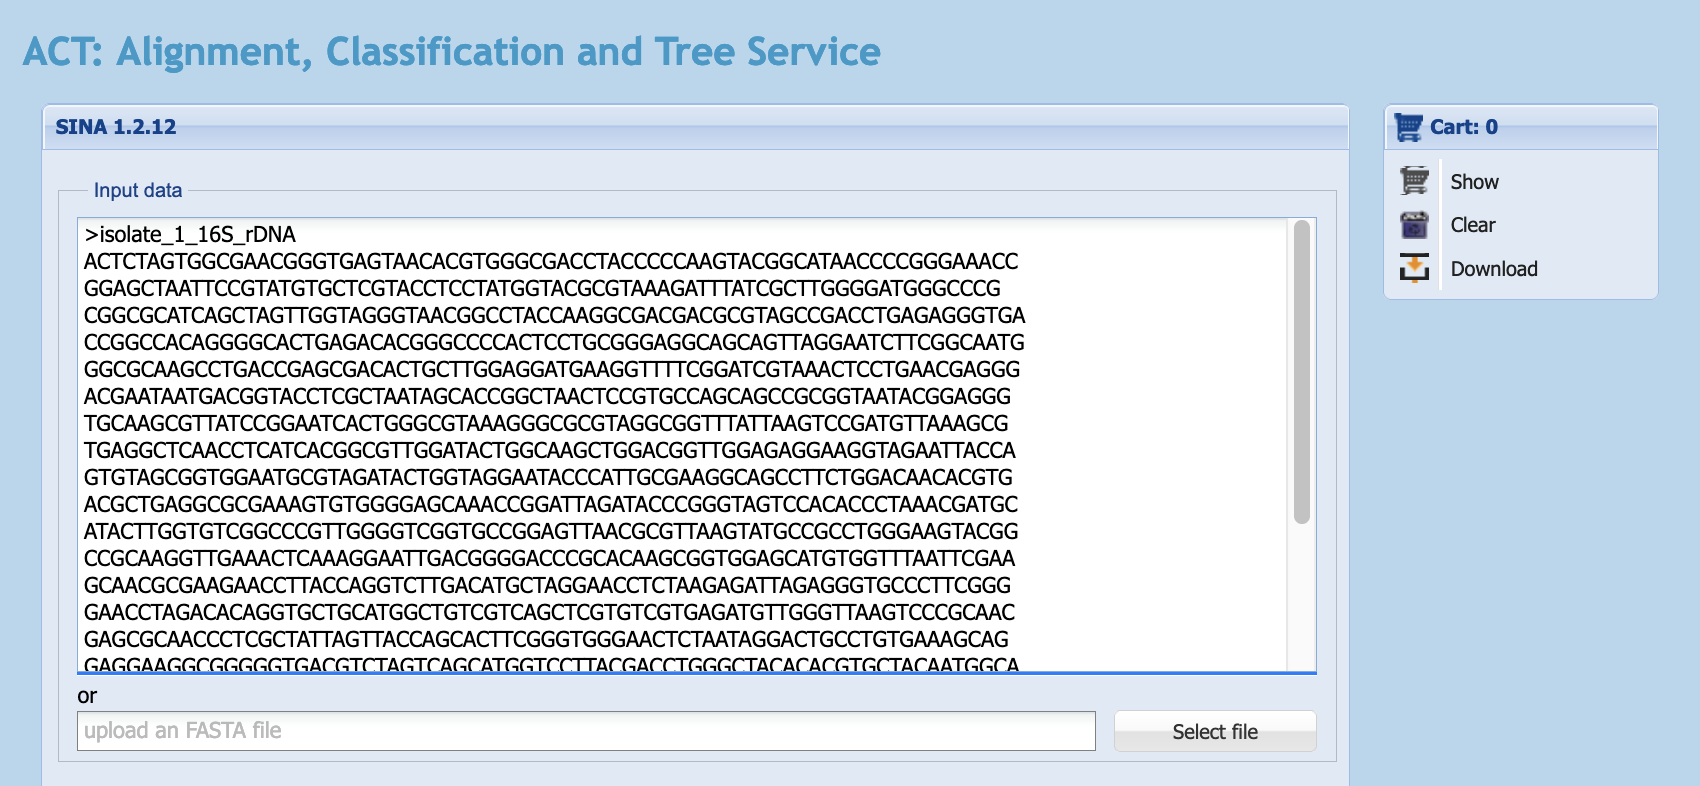 ACT: Alignment, Classification and Tree Service
SINA 1.2.12
Cart: 0
Input data
Show
Clear
Download
>isolate_1_16S_rDNA
ACTCTAGTGGCGAACGGGTGAGTAACACGTGGGCGACCTACCCCCAAGTACGGCATAACCCCGGGAAACC
GGAGCTAATTCCGTATGTGCTCGTACCTCCTATGGTACGCGTAAAGATTTATCGCTTGGGGATGGGCCCG
CGGCGCATCAGCTAGTTGGTAGGGTAACGGCCTACCAAGGCGACGACGCGTAGCCGACCTGAGAGGGTGA
CCGGCCACAGGGGCACTGAGACACGGGCCCCACTCCTGCGGGAGGCAGCAGTTAGGAATCTTCGGCAATG
GGCGCAAGCCTGACCGAGCGACACTGCTTGGAGGATGAAGGTTTTCGGATCGTAAACTCCTGAACGAGGG
ACGAATAATGACGGTACCTCGCTAATAGCACCGGCTAACTCCGTGCCAGCAGCCGCGGTAATACGGAGGG
TGCAAGCGTTATCCGGAATCACTGGGCGTAAAGGGCGCGTAGGCGGTTTATTAAGTCCGATGTTAAAGCG
TGAGGCTCAACCTCATCACGGCGTTGGATACTGGCAAGCTGGACGGTTGGAGAGGAAGGTAGAATTACCA
GTGTAGCGGTGGAATGCGTAGATACTGGTAGGAATACCCATTGCGAAGGCAGCCTTCTGGACAACACGTG
ACGCTGAGGCGCGAAAGTGTGGGGAGCAAACCGGATTAGATACCCGGGTAGTCCACACCCTAAACGATGC
ATACTTGGTGTCGGCCCGTTGGGGTCGGTGCCGGAGTTAACGCGTTAAGTATGCCGCCTGGGAAGTACGG
CCGCAAGGTTGAAACTCAAAGGAATTGACGGGGACCCGCACAAGCGGTGGAGCATGTGGTTTAATTCGAA
GCAACGCGAAGAACCTTACCAGGTCTTGACATGCTAGGAACCTCTAAGAGATTAGAGGGTGCCCTTCGGG
GAACCTAGACACAGGTGCTGCATGGCTGTCGTCAGCTCGTGTCGTGAGATGTTGGGTTAAGTCCCGCAAC
GAGCGCAACCCTCGCTATTAGTTACCAGCACTTCGGGTGGGAACTCTAATAGGACTGCCTGTGAAAGCAG
GAGGAAGGCGGGGGTGACGTCTAGTCAGCATGGTCCTTACGACCTGGGCTACACACGTGCTACAATGGCA
or
upload an FASTA file
Select file